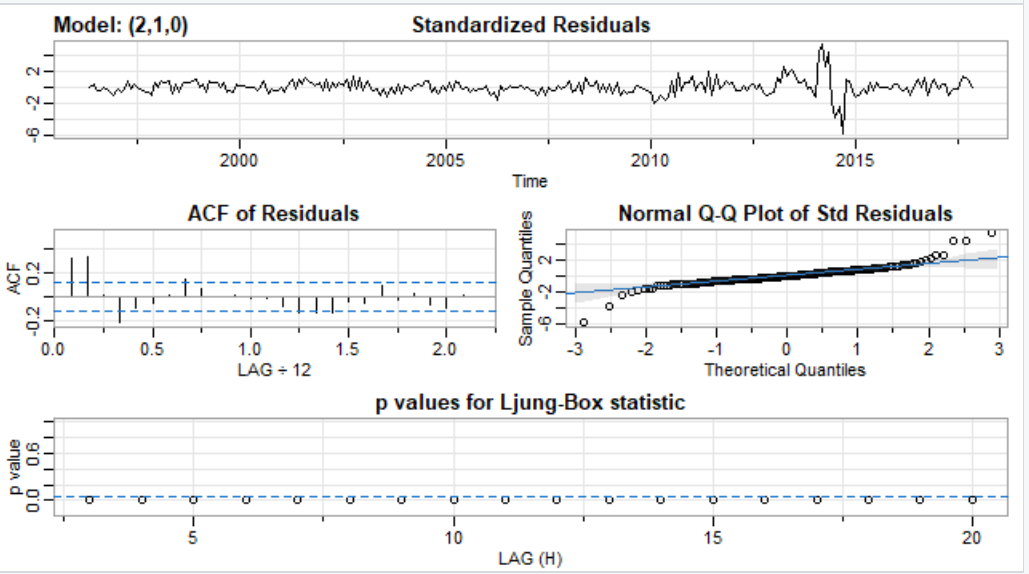 Model: (2,1,0) Standardized Residuals
2
-2
-6
2000 2005 2010 2015
Time
ACF of Residuals
ACF
0.2
-0.2
0.0 0.5 1.0 1.5 2.0
LAG ÷ 12
Normal Q-Q Plot of Std Residuals
Sample Quantiles
2
-2
-6
-3 -2 -1 0 1 2 3
Theoretical Quantiles
p values for Ljung-Box statistic
p value
0.6
0.0
5 10 15 20
LAG (H)